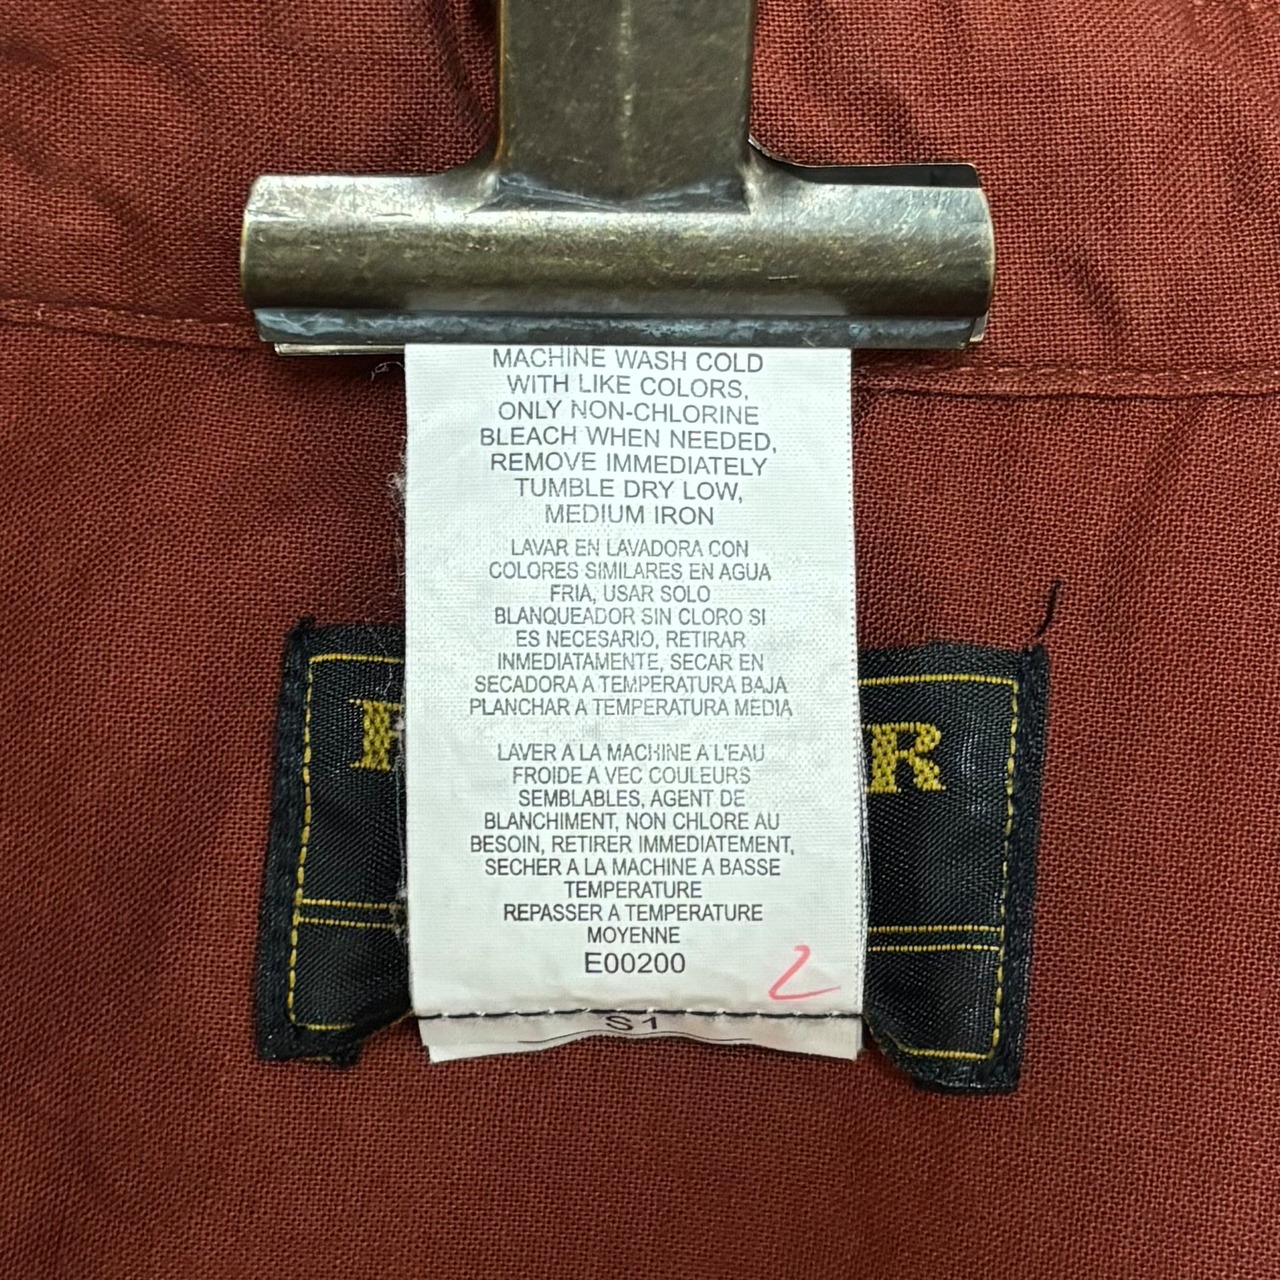 MACHINE WASH COLD
WITH LIKE COLORS,
ONLY NON-CHLORINE
BLEACH WHEN NEEDED,
REMOVE IMMEDIATELY
TUMBLE DRY LOW,
MEDIUM IRON
LAVAR EN LAVADORA CON
COLORES SIMILARES EN AGUA
FRIA, USAR SOLO
BLANQUEADOR SIN CLORO SI
ES NECESARIO, RETIRAR
INMEDIATAMENTE, SECAR EN
SECADORA A TEMPERATURA BAJA
PLANCHAR A TEMPERATURA MEDIA
LAVER A LA MACHINE A L'EAU
FROIDE A VEC COULEURS
SEMBLABLES, AGENT DE
BLANCHIMENT, NON CHLORE AU
BESOIN, RETIRER IMMEDIATEMENT,
SECHER A LA MACHINE A BASSE
TEMPERATURE
REPASSER A TEMPERATURE
MOYENNE
E00200
2
S1
R